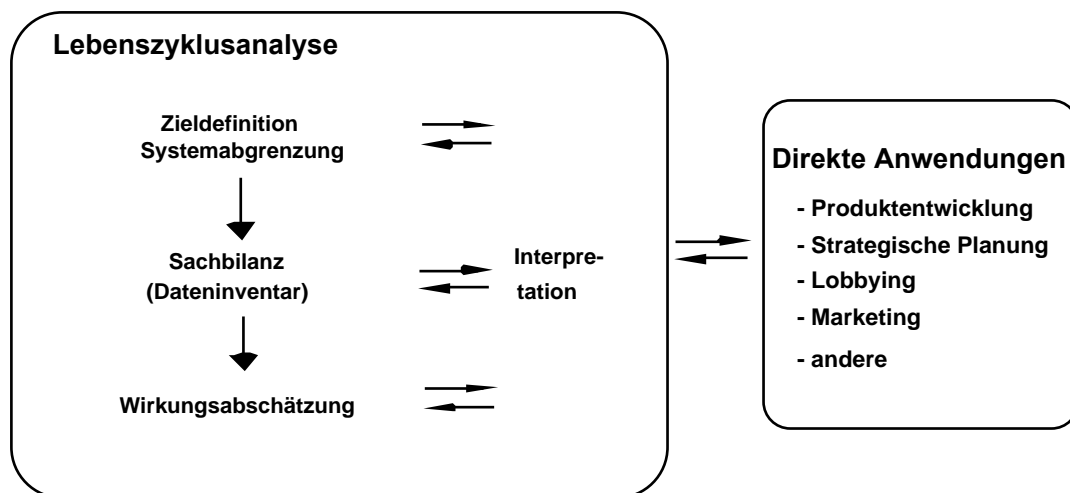 Lebenszyklusanalyse
Zieldefinition
Systemabgrenzung
Sachbilanz
(Dateninventar)
Interpre-
tation
Wirkungsabschätzung
Direkte Anwendungen
- Produktentwicklung
- Strategische Planung
- Lobbying
- Marketing
- andere